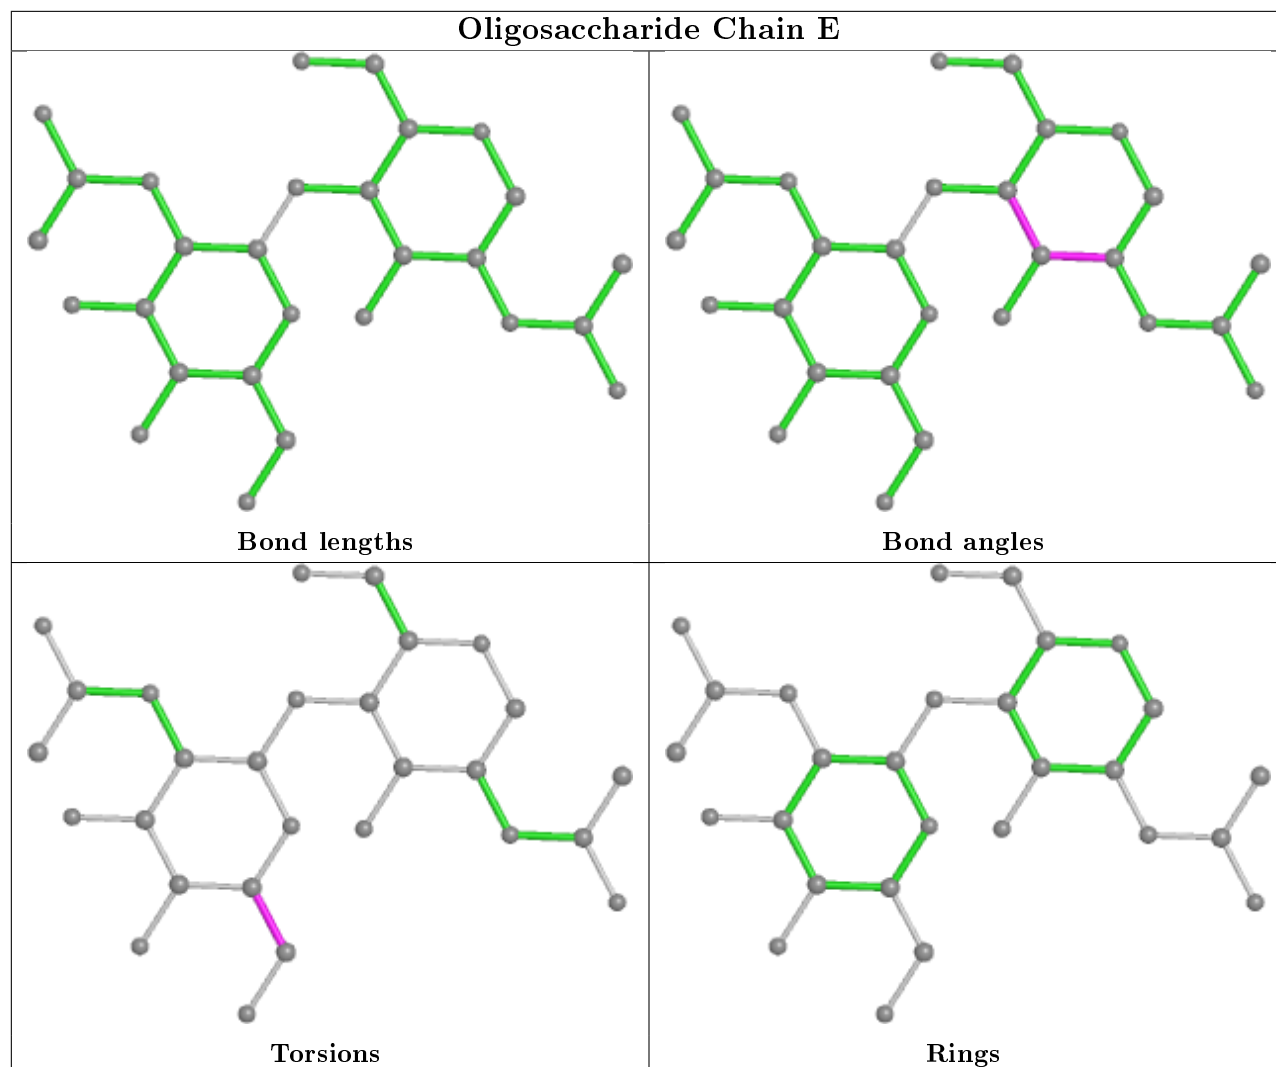 Oligosaccharide Chain E
Bond lengths
Bond angles
Torsions
Rings